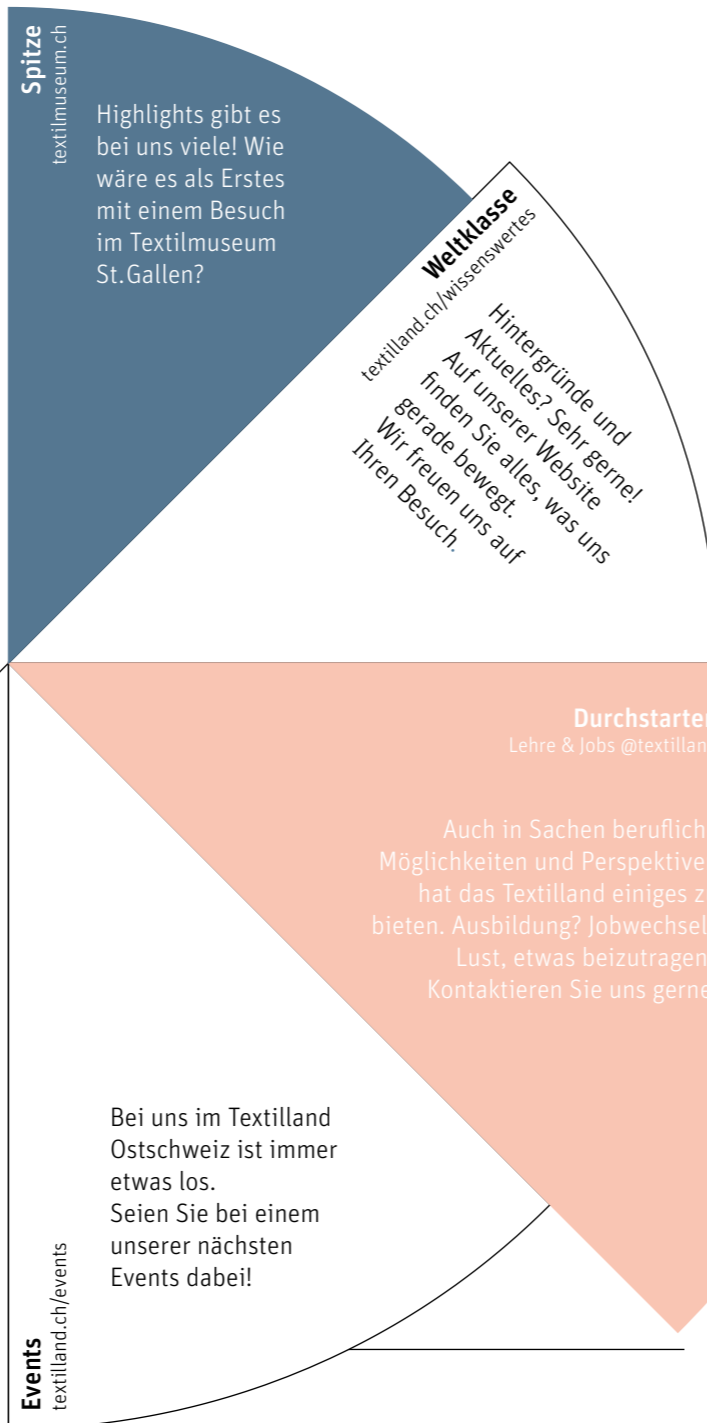 Spitze
textilmuseum.ch
Highlights gibt es
bei uns viele! Wie
wäre es als Erstes
mit einem Besuch
im Textilmuseum
St.Gallen?
Weltklasse
textilland.ch/wissenswertes
Hintergründe und
Aktuelles? Sehr gerne!
Auf unserer Website
finden Sie alles, was uns
gerade bewegt.
Wir freuen uns auf
Ihren Besuch.
Durchstarten
Lehre & Jobs @textillan
Auch in Sachen beruflich
Möglichkeiten und Perspektive
hat das Textilland einiges z
bieten. Ausbildung? Jobwechsel
Lust, etwas beizutragen
Kontaktieren Sie uns gerne
Bei uns im Textilland
Ostschweiz ist immer
etwas los.
Seien Sie bei einem
unserer nächsten
Events dabei!
Events
textilland.ch/events